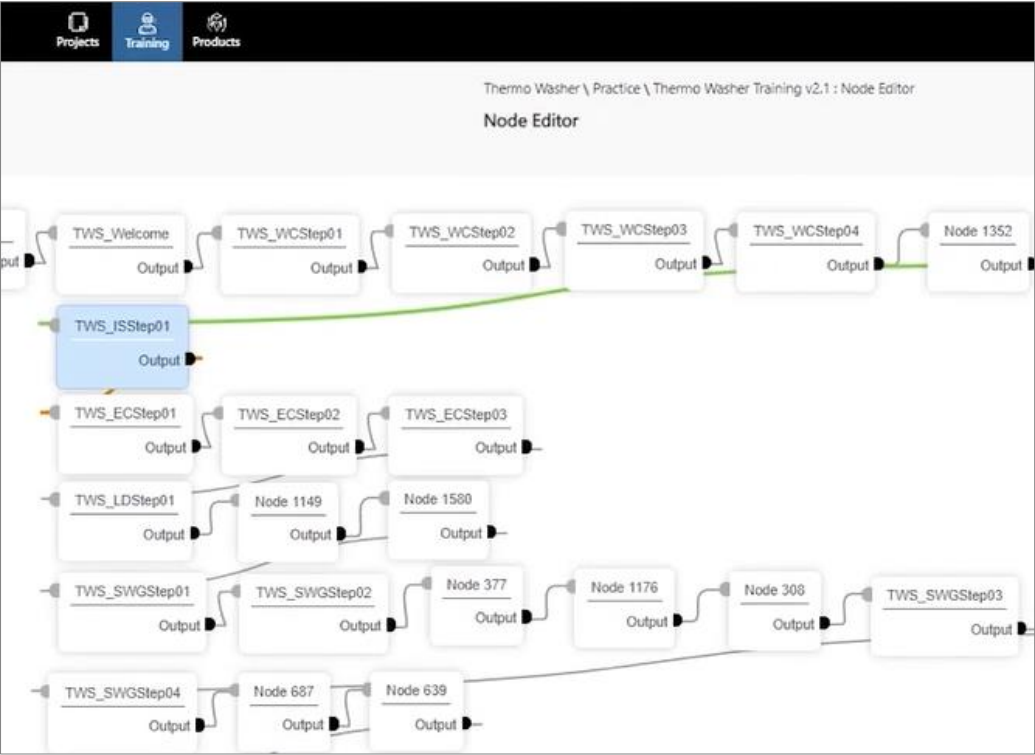 Projects Training Products
Thermo Washer \ Practice \ Thermo Washer Training v2.1 : Node Editor
Node Editor
TWS_Welcome TWS_WCStep01 TWS_WCStep02 TWS_WCStep03 TWS_WCStep04 Node 1352
put Output Output Output Output Output Output
TWS_ISStep01
Output
TWS_ECStep01 TWS_ECStep02 TWS_ECStep03
Output Output Output
TWS_LDStep01 Node 1149 Node 1580
Output Output Output
TWS_SWGStep01 TWS_SWGStep02 Node 377 Node 1176 Node 308 TWS_SWGStep03
Output Output Output Output Output Output
TWS_SWGStep04 Node 687 Node 639
Output Output Output